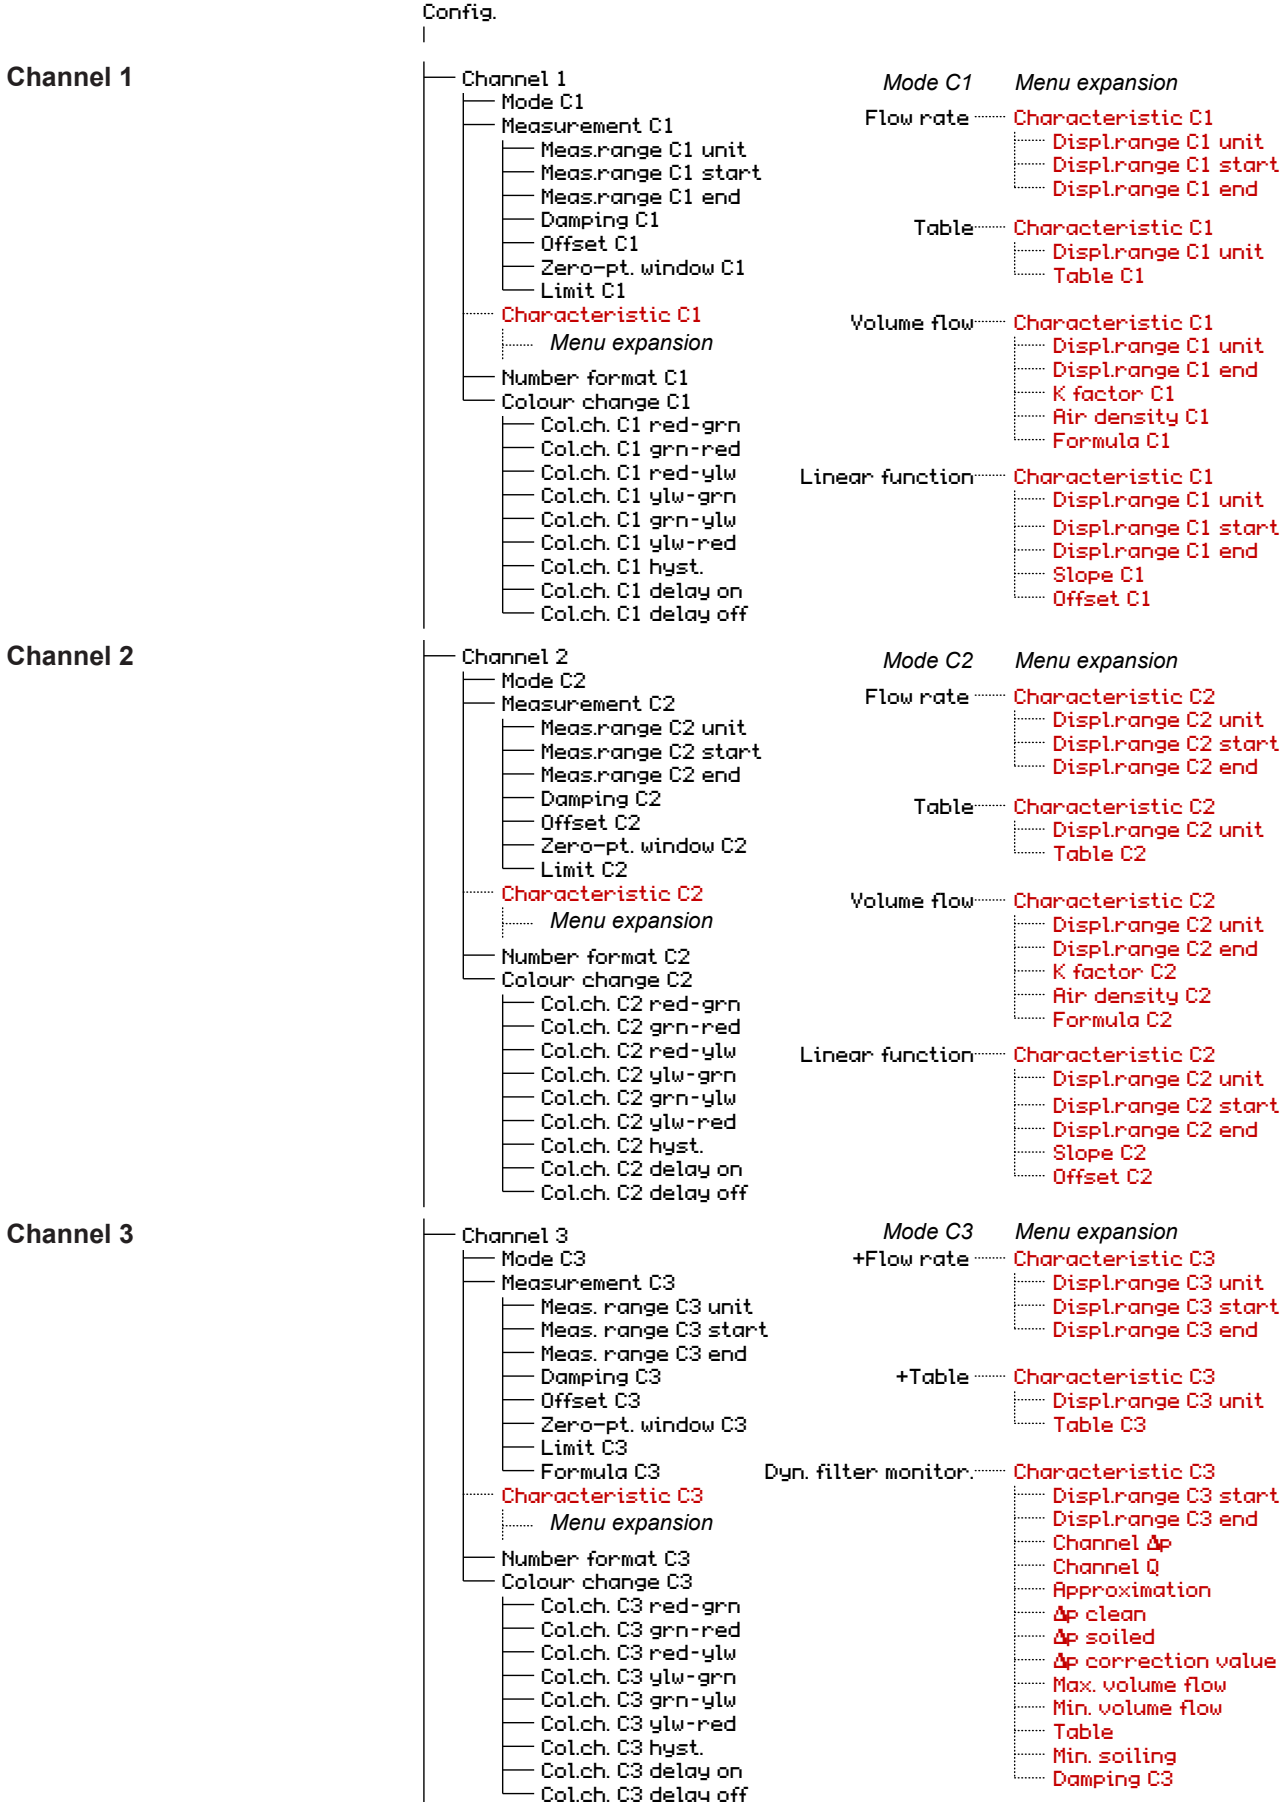 Config.
Channel 1
Channel 1
Mode C1
Measurement C1
Meas.range C1 unit
Meas.range C1 start
Meas.range C1 end
Damping C1
Offset C1
Zero-pt. window C1
Limit C1
Characteristic C1
Menu expansion
Number format C1
Colour change C1
Col.ch. C1 red-grn
Col.ch. C1 grn-red
Col.ch. C1 red-ylw
Col.ch. C1 ylw-grn
Col.ch. C1 grn-ylw
Col.ch. C1 ylw-red
Col.ch. C1 hyst.
Col.ch. C1 delay on
Col.ch. C1 delay off
Mode C1 Menu expansion
Flow rate Characteristic C1
Displ.range C1 unit
Displ.range C1 start
Displ.range C1 end
Table Characteristic C1
Displ.range C1 unit
Table C1
Volume flow Characteristic C1
Displ.range C1 unit
Displ.range C1 end
K factor C1
Air density C1
Formula C1
Linear function Characteristic C1
Displ.range C1 unit
Displ.range C1 start
Displ.range C1 end
Slope C1
Offset C1
Channel 2
Channel 2
Mode C2
Measurement C2
Meas.range C2 unit
Meas.range C2 start
Meas.range C2 end
Damping C2
Offset C2
Zero-pt. window C2
Limit C2
Characteristic C2
Menu expansion
Number format C2
Colour change C2
Col.ch. C2 red-grn
Col.ch. C2 grn-red
Col.ch. C2 red-ylw
Col.ch. C2 ylw-grn
Col.ch. C2 grn-ylw
Col.ch. C2 ylw-red
Col.ch. C2 hyst.
Col.ch. C2 delay on
Col.ch. C2 delay off
Mode C2 Menu expansion
Flow rate Characteristic C2
Displ.range C2 unit
Displ.range C2 start
Displ.range C2 end
Table Characteristic C2
Displ.range C2 unit
Table C2
Volume flow Characteristic C2
Displ.range C2 unit
Displ.range C2 end
K factor C2
Air density C2
Formula C2
Linear function Characteristic C2
Displ.range C2 unit
Displ.range C2 start
Displ.range C2 end
Slope C2
Offset C2
Channel 3
Channel 3
Mode C3
Measurement C3
Meas. range C3 unit
Meas. range C3 start
Meas. range C3 end
Damping C3
Offset C3
Zero-pt. window C3
Limit C3
Formula C3
Characteristic C3
Menu expansion
Number format C3
Colour change C3
Col.ch. C3 red-grn
Col.ch. C3 grn-red
Col.ch. C3 red-ylw
Col.ch. C3 ylw-grn
Col.ch. C3 grn-ylw
Col.ch. C3 ylw-red
Col.ch. C3 hyst.
Col.ch. C3 delay on
Col.ch. C3 delay off
Mode C3 Menu expansion
+Flow rate Characteristic C3
Displ.range C3 unit
Displ.range C3 start
Displ.range C3 end
+Table Characteristic C3
Displ.range C3 unit
Table C3
Dyn. filter monitor. Characteristic C3
Displ.range C3 start
Displ.range C3 end
Channel Δp
Channel Q
Approximation
Δp clean
Δp soiled
Δp correction value
Max. volume flow
Min. volume flow
Table
Min. soiling
Damping C3